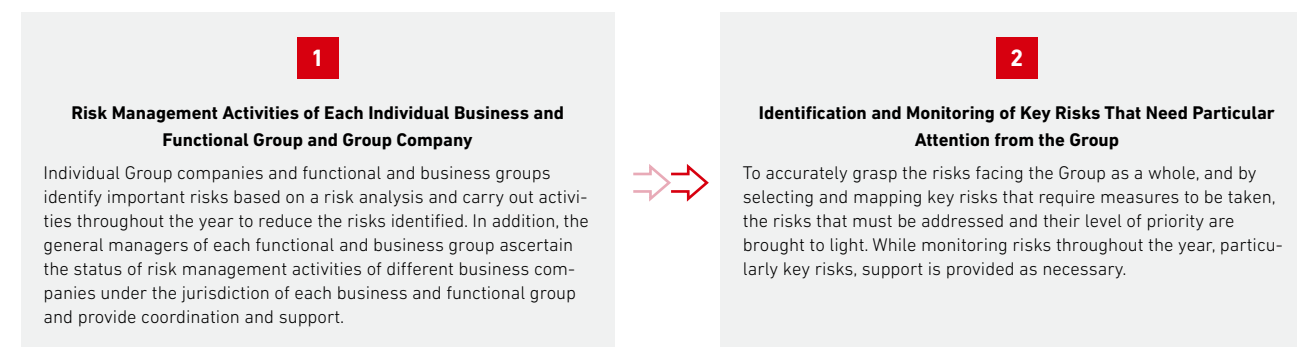 1
Risk Management Activities of Each Individual Business and
Functional Group and Group Company
Individual Group companies and functional and business groups
identify important risks based on a risk analysis and carry out activi-
ties throughout the year to reduce the risks identified. In addition, the
general managers of each functional and business group ascertain
the status of risk management activities of different business com-
panies under the jurisdiction of each business and functional group
and provide coordination and support.
2
Identification and Monitoring of Key Risks That Need Particular
Attention from the Group
To accurately grasp the risks facing the Group as a whole, and by
selecting and mapping key risks that require measures to be taken,
the risks that must be addressed and their level of priority are
brought to light. While monitoring risks throughout the year, particu-
larly key risks, support is provided as necessary.